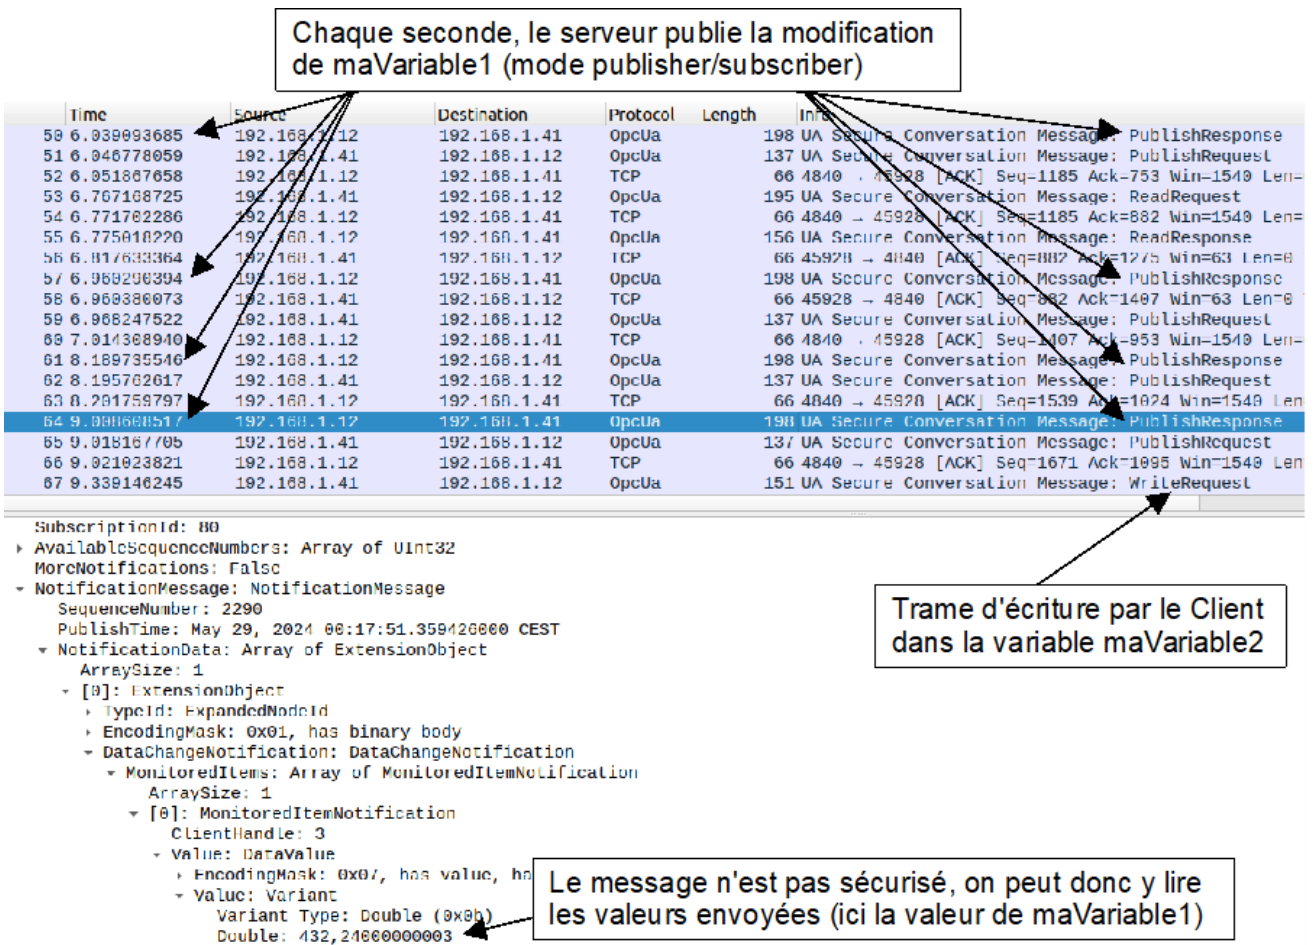 Chaque seconde, le serveur publie la modification
de maVariable1 (mode publisher/subscriber)
Time Source Destination Protocol Length Info
50 6.039093685 192.168.1.12 192.168.1.41 OpcUa 198 UA Secure Conversation Message: PublishResponse
51 6.046778059 192.168.1.41 192.168.1.12 OpcUa 137 UA Secure Conversation Message: PublishRequest
52 6.051867658 192.168.1.12 192.168.1.41 TCP 66 4840 → 45928 [ACK] Seq=1185 Ack=753 Win=1540 Len=
53 6.767168725 192.168.1.41 192.168.1.12 OpcUa 195 UA Secure Conversation Message: ReadRequest
54 6.771702286 192.168.1.12 192.168.1.41 TCP 66 4840 → 45928 [ACK] Seq=1185 Ack=882 Win=1540 Len=
55 6.775018220 192.168.1.12 192.168.1.41 OpcUa 156 UA Secure Conversation Message: ReadResponse
56 6.817633364 192.168.1.41 192.168.1.12 TCP 66 45928 → 4840 [ACK] Seq=882 Ack=1275 Win=63 Len=0
57 6.960290394 192.168.1.12 192.168.1.41 OpcUa 198 UA Secure Conversation Message: PublishResponse
58 6.960380073 192.168.1.41 192.168.1.12 TCP 66 45928 → 4840 [ACK] Seq=882 Ack=1407 Win=63 Len=0
59 6.968247522 192.168.1.41 192.168.1.12 OpcUa 137 UA Secure Conversation Message: PublishRequest
60 7.014308940 192.168.1.12 192.168.1.41 TCP 66 4840 → 45928 [ACK] Seq=1407 Ack=953 Win=1540 Len=
61 8.189735546 192.168.1.12 192.168.1.41 OpcUa 198 UA Secure Conversation Message: PublishResponse
62 8.195762617 192.168.1.41 192.168.1.12 OpcUa 137 UA Secure Conversation Message: PublishRequest
63 8.201759797 192.168.1.12 192.168.1.41 TCP 66 4840 → 45928 [ACK] Seq=1539 Ack=1024 Win=1540 Len
64 9.008608517 192.168.1.12 192.168.1.41 OpcUa 198 UA Secure Conversation Message: PublishResponse
65 9.018167705 192.168.1.41 192.168.1.12 OpcUa 137 UA Secure Conversation Message: PublishRequest
66 9.021023821 192.168.1.12 192.168.1.41 TCP 66 4840 → 45928 [ACK] Seq=1671 Ack=1095 Win=1540 Len
67 9.339146245 192.168.1.41 192.168.1.12 OpcUa 151 UA Secure Conversation Message: WriteRequest
SubscriptionId: 80
AvailableSequenceNumbers: Array of UInt32
MoreNotifications: False
NotificationMessage: NotificationMessage
SequenceNumber: 2290
PublishTime: May 29, 2024 00:17:51.359426000 CEST
NotificationData: Array of ExtensionObject
ArraySize: 1
[0]: ExtensionObject
TypeId: ExpandedNodeId
EncodingMask: 0x01, has binary body
DataChangeNotification: DataChangeNotification
MonitoredItems: Array of MonitoredItemNotification
ArraySize: 1
[0]: MonitoredItemNotification
ClientHandle: 3
Value: DataValue
EncodingMask: 0x07, has value, ha
Value: Variant
Variant Type: Double (0x0b)
Double: 432,24000000003
Trame d'écriture par le Client
dans la variable maVariable2
Le message n'est pas sécurisé, on peut donc y lire
les valeurs envoyées (ici la valeur de maVariable1)